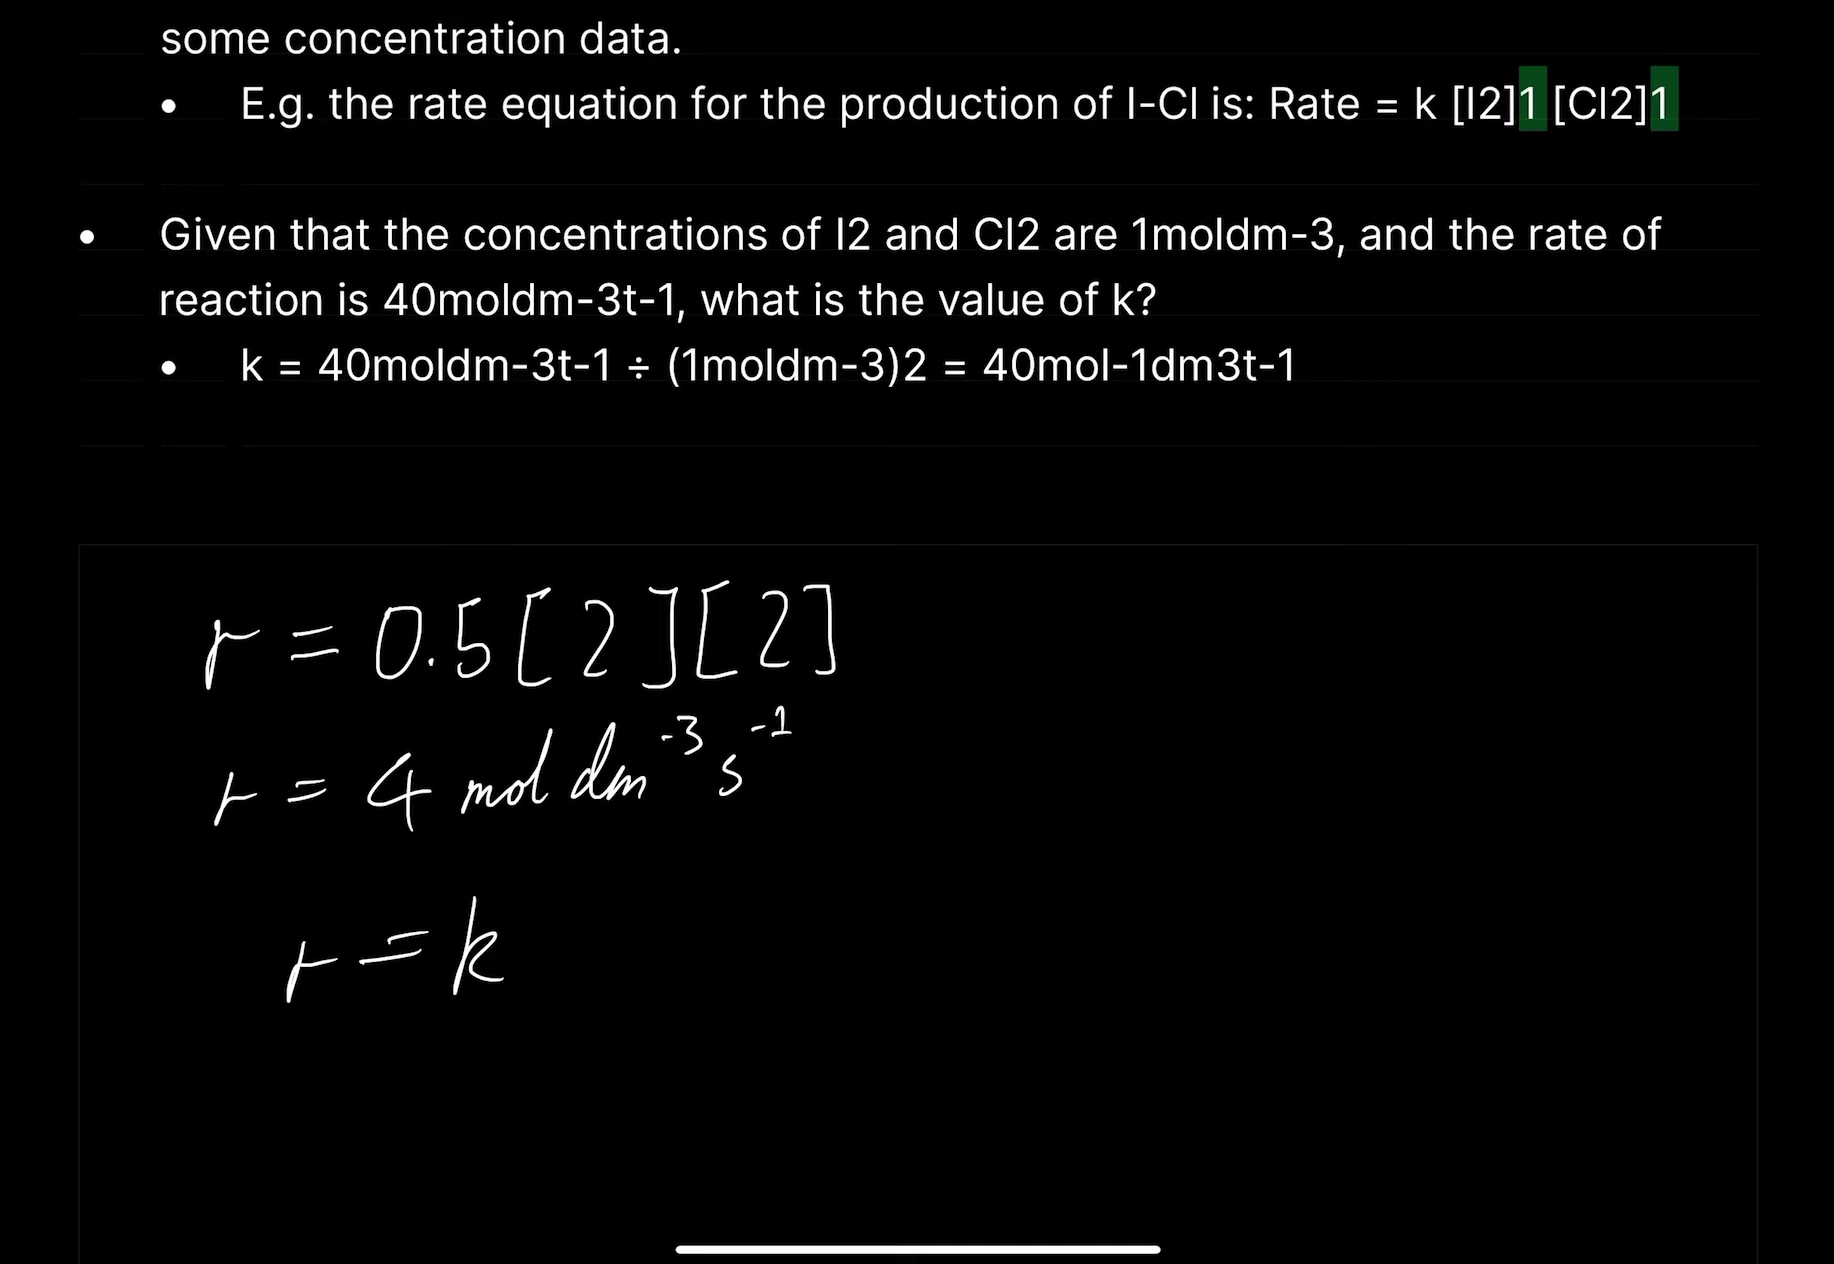 some concentration data.
• E.g. the rate equation for the production of I-Cl is: Rate = k [I2]1 [Cl2]1
• Given that the concentrations of I2 and Cl2 are 1moldm-3, and the rate of
reaction is 40moldm-3t-1, what is the value of k?
• k = 40moldm-3t-1 ÷ (1moldm-3)2 = 40mol-1dm3t-1
r = 0.5[2][2]
r = 4 mol dm⁻³ s⁻¹
r = k